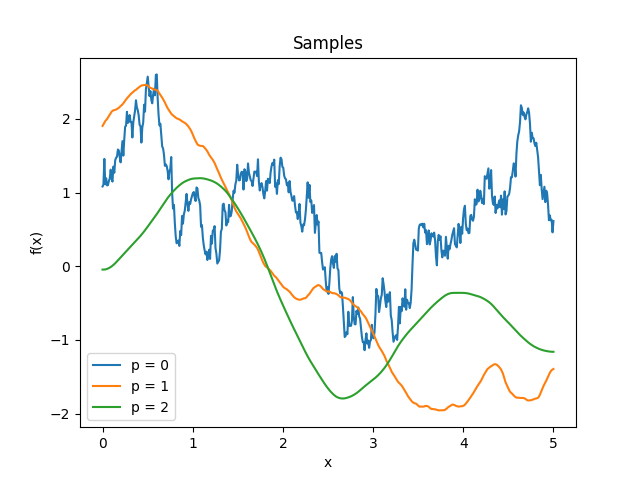 Samples
f(x)
2
1
0
−1
−2
p = 0
p = 1
p = 2
0 1 2 3 4 5
x